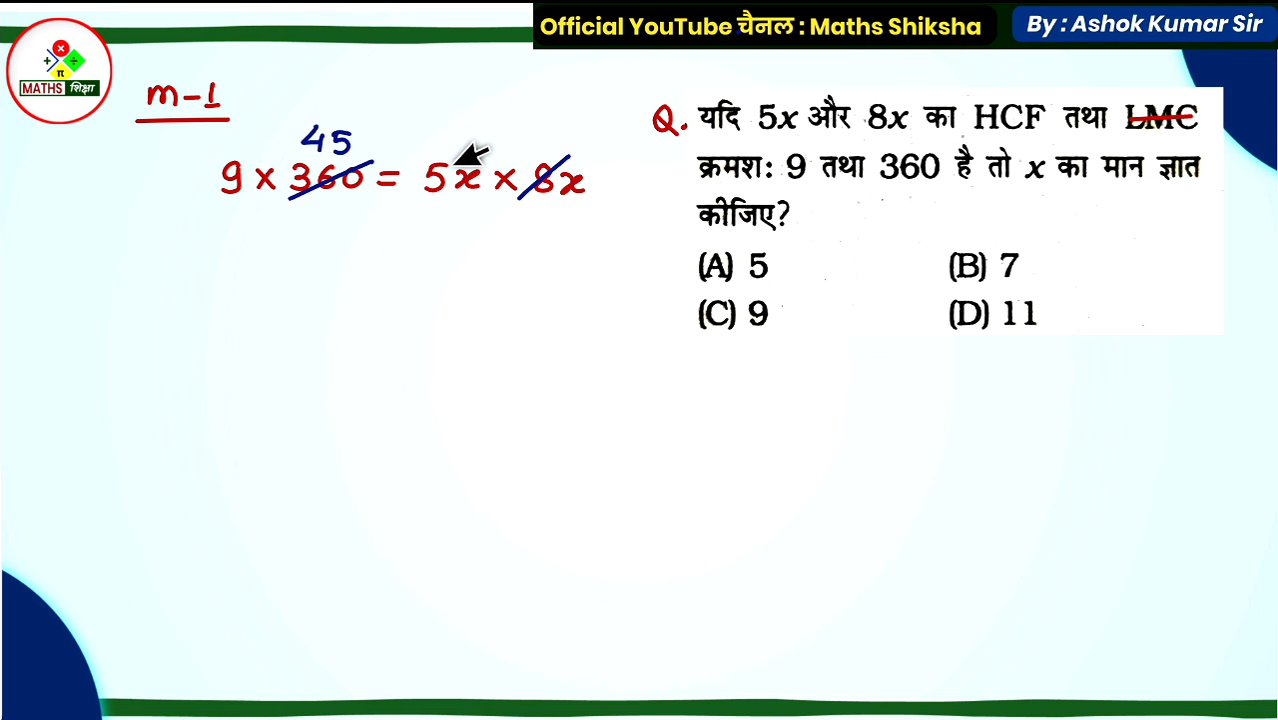 Official YouTube चैनल : Maths Shiksha
By : Ashok Kumar Sir
MATHS शिक्षा
m-1
45
9 × 360 = 5x × 8x
Q. यदि 5x और 8x का HCF तथा LMC
क्रमश: 9 तथा 360 है तो x का मान ज्ञात
कीजिए?
(A) 5 (B) 7
(C) 9 (D) 11